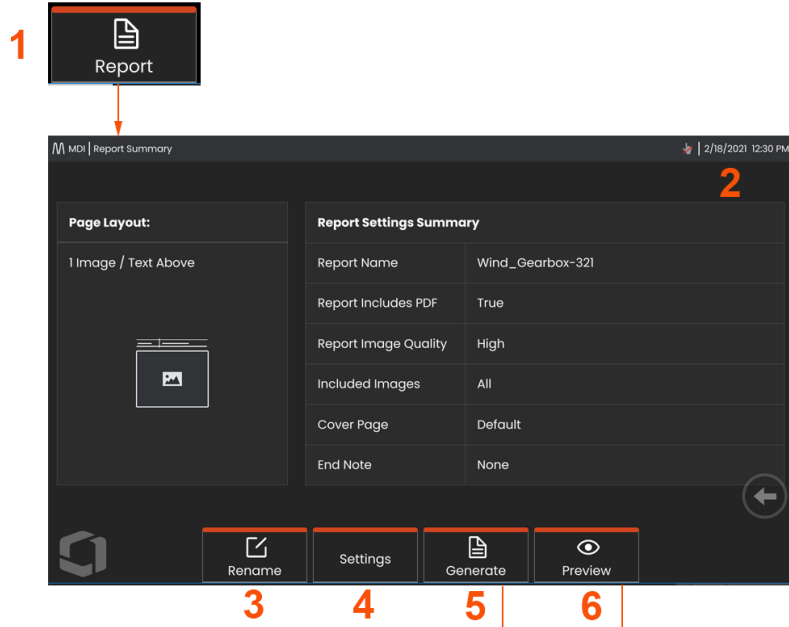 1
Report
MDI | Report Summary
2/18/2021 12:30 PM
2
Page Layout:
1 Image / Text Above
Report Settings Summary
Report Name Wind_Gearbox-321
Report Includes PDF True
Report Image Quality High
Included Images All
Cover Page Default
End Note None
Rename Settings Generate Preview
3 4 5 6